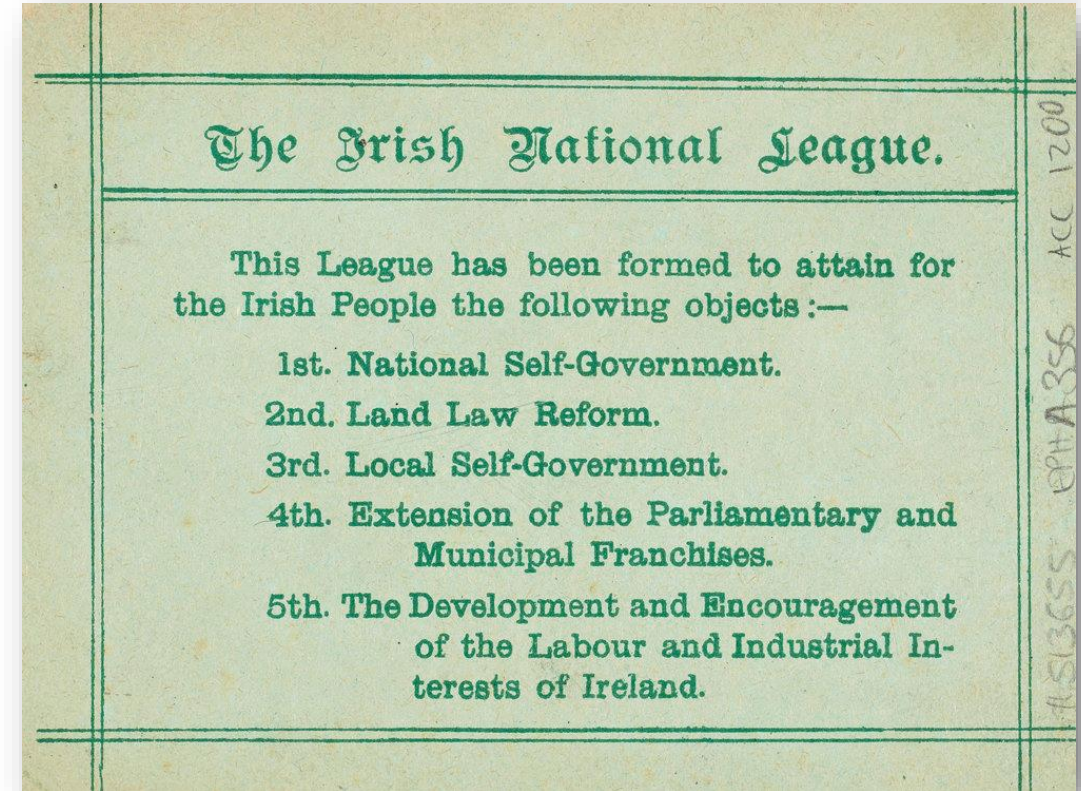 The Irish National League.
This League has been formed to attain for
the Irish People the following objects:—
1st. National Self-Government.
2nd. Land Law Reform.
3rd. Local Self-Government.
4th. Extension of the Parliamentary and
Municipal Franchises.
5th. The Development and Encouragement
of the Labour and Industrial In-
terests of Ireland.
EPH A356 ACC 1200